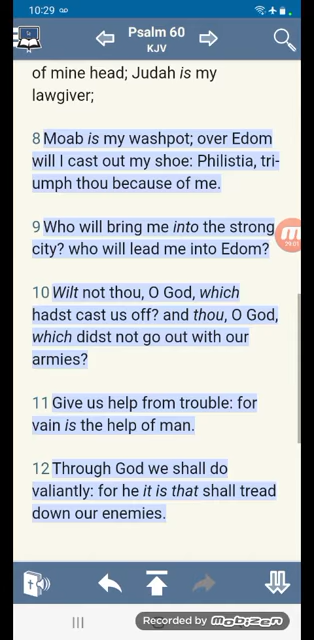 10:29
Psalm 60
KJV
of mine head; Judah is my
lawgiver;
8 Moab is my washpot; over Edom
will I cast out my shoe: Philistia, tri-
umph thou because of me.
9 Who will bring me into the strong
city? who will lead me into Edom?
10 Wilt not thou, O God, which
hadst cast us off? and thou, O God,
which didst not go out with our
armies?
11 Give us help from trouble: for
vain is the help of man.
12 Through God we shall do
valiantly: for he it is that shall tread
down our enemies.
Recorded by mobizen